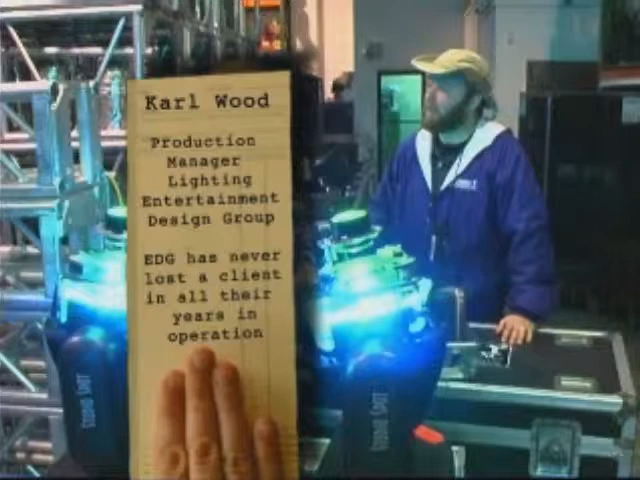 Karl Wood
Production
Manager
Lighting
Entertainment
Design Group
EDG has never
lost a client
in all their
years in
operation